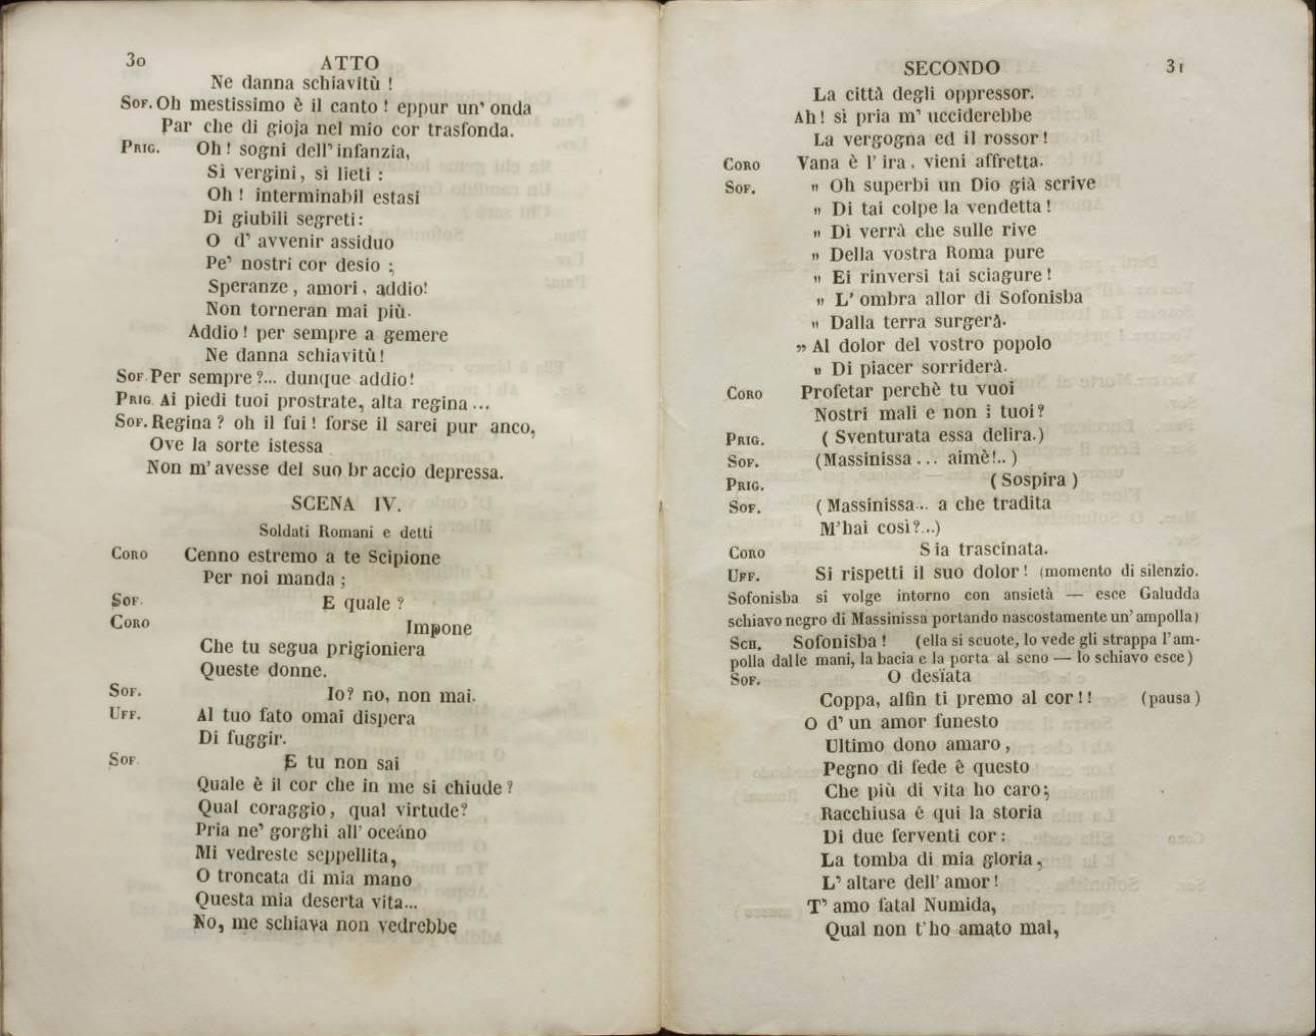 30 ATTO
Ne danna schiavitù !
SOF. Oh mestissimo è il canto ! eppur un' onda
Par che di gioja nel mio cor trasfonda.
PRIG. Oh ! sogni dell' infanzia,
Sì vergini, sì lieti :
Oh ! interminabil estasi
Di giubili segreti :
O d' avvenir assiduo
Pe' nostri cor desio ;
Speranze, amori, addio!
Non torneran mai più.
Addio ! per sempre a gemere
Ne danna schiavitù !
SOF. Per sempre ?... dunque addio!
PRIG. Ai piedi tuoi prostrate, alta regina ...
SOF. Regina ? oh il fui ! forse il sarei pur anco,
Ove la sorte istessa
Non m' avesse del suo br accio depressa.
SCENA IV.
Soldati Romani e detti
CORO Cenno estremo a te Scipione
Per noi manda ;
SOF. E quale ?
CORO Impone
Che tu segua prigioniera
Queste donne.
SOF. Io? no, non mai.
UFF. Al tuo fato omai dispera
Di fuggir.
SOF. E tu non sai
Quale è il cor che in me si chiude ?
Qual coraggio, qual virtude?
Pria ne' gorghi all' oceáno
Mi vedreste seppellita,
O troncata di mia mano
Questa mia deserta vita...
No, me schiava non vedrebbe
SECONDO 31
La città degli oppressor.
Ah! sì pria m' ucciderebbe
La vergogna ed il rossor !
CORO Vana è l' ira, vieni affretta.
SOF. „ Oh superbi un Dio già scrive
„ Di tai colpe la vendetta !
„ Dì verrà che sulle rive
„ Della vostra Roma pure
„ Ei rinversi tai sciagure !
„ L' ombra allor di Sofonisba
„ Dalla terra surgerà.
„ Al dolor del vostro popolo
„ Di piacer sorriderà.
CORO Profetar perchè tu vuoi
Nostri mali e non i tuoi?
PRIG. ( Sventurata essa delira.)
SOF. (Massinissa ... aimè!.. )
PRIG. ( Sospira )
SOF. ( Massinissa... a che tradita
M'hai così?...)
CORO Sia trascinata.
UFF. Si rispetti il suo dolor ! (momento di silenzio.
Sofonisba si volge intorno con ansietà — esce Galudda
schiavo negro di Massinissa portando nascostamente un' ampolla)
SCH. Sofonisba ! (ella si scuote, lo vede gli strappa l'am-
polla dalle mani, la bacia e la porta al seno — lo schiavo esce )
SOF. O desïata
Coppa, alfin ti premo al cor ! ! (pausa )
O d' un amor funesto
Ultimo dono amaro ,
Pegno di fede è questo
Che più di vita ho caro;
Racchiusa è qui la storia
Di due ferventi cor :
La tomba di mia gloria,
L' altare dell' amor !
T' amo fatal Numida,
Qual non t'ho amato mai,